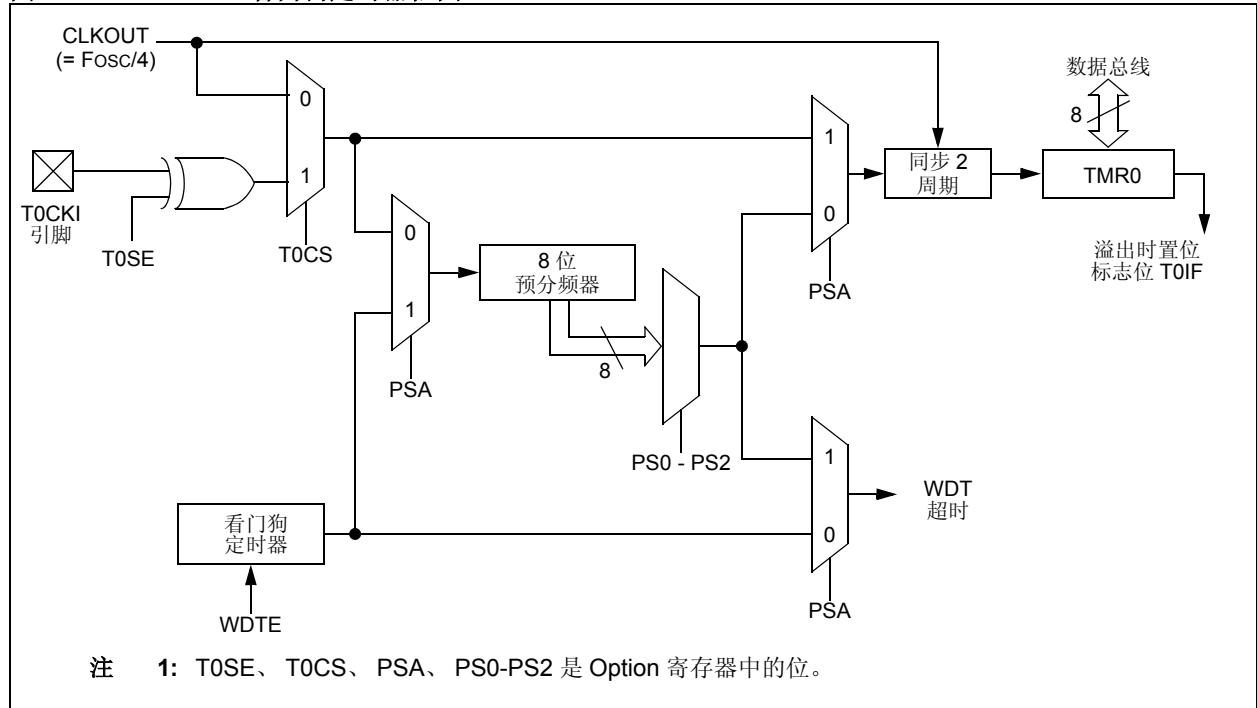 CLKOUT
(= FOSC/4)
数据总线
8
0
1
1
0
同步 2
周期
TMR0
T0CKI
引脚
T0SE
T0CS
0
1
8 位
预分频器
PSA
溢出时置位
标志位 T0IF
8
PSA
PS0 - PS2
1
0
WDT
超时
看门狗
定时器
PSA
WDTE
注 1: T0SE、 T0CS、 PSA、 PS0-PS2 是 Option 寄存器中的位。